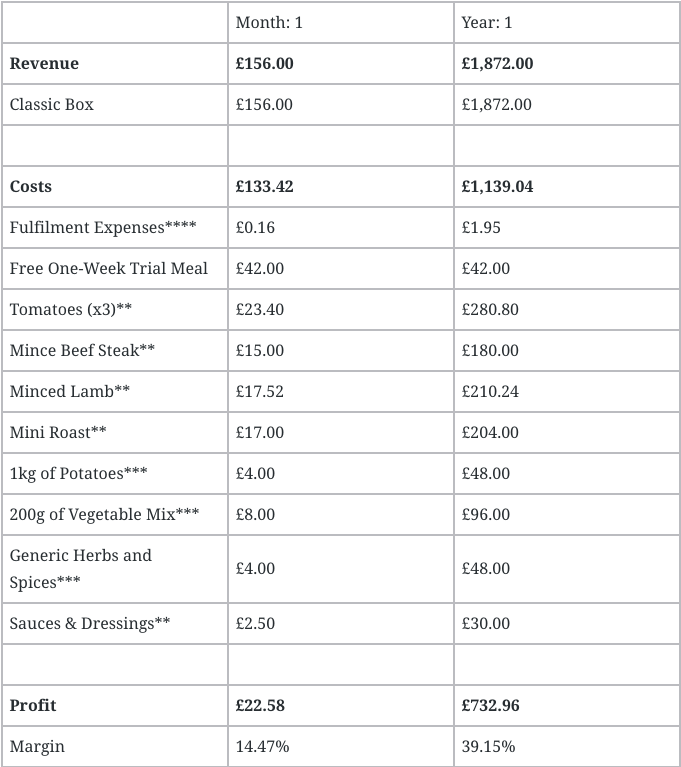 Month: 1 Year: 1
Revenue £156.00 £1,872.00
Classic Box £156.00 £1,872.00
Costs £133.42 £1,139.04
Fulfilment Expenses**** £0.16 £1.95
Free One-Week Trial Meal £42.00 £42.00
Tomatoes (x3)** £23.40 £280.80
Mince Beef Steak** £15.00 £180.00
Minced Lamb** £17.52 £210.24
Mini Roast** £17.00 £204.00
1kg of Potatoes*** £4.00 £48.00
200g of Vegetable Mix*** £8.00 £96.00
Generic Herbs and
Spices*** £4.00 £48.00
Sauces & Dressings** £2.50 £30.00
Profit £22.58 £732.96
Margin 14.47% 39.15%